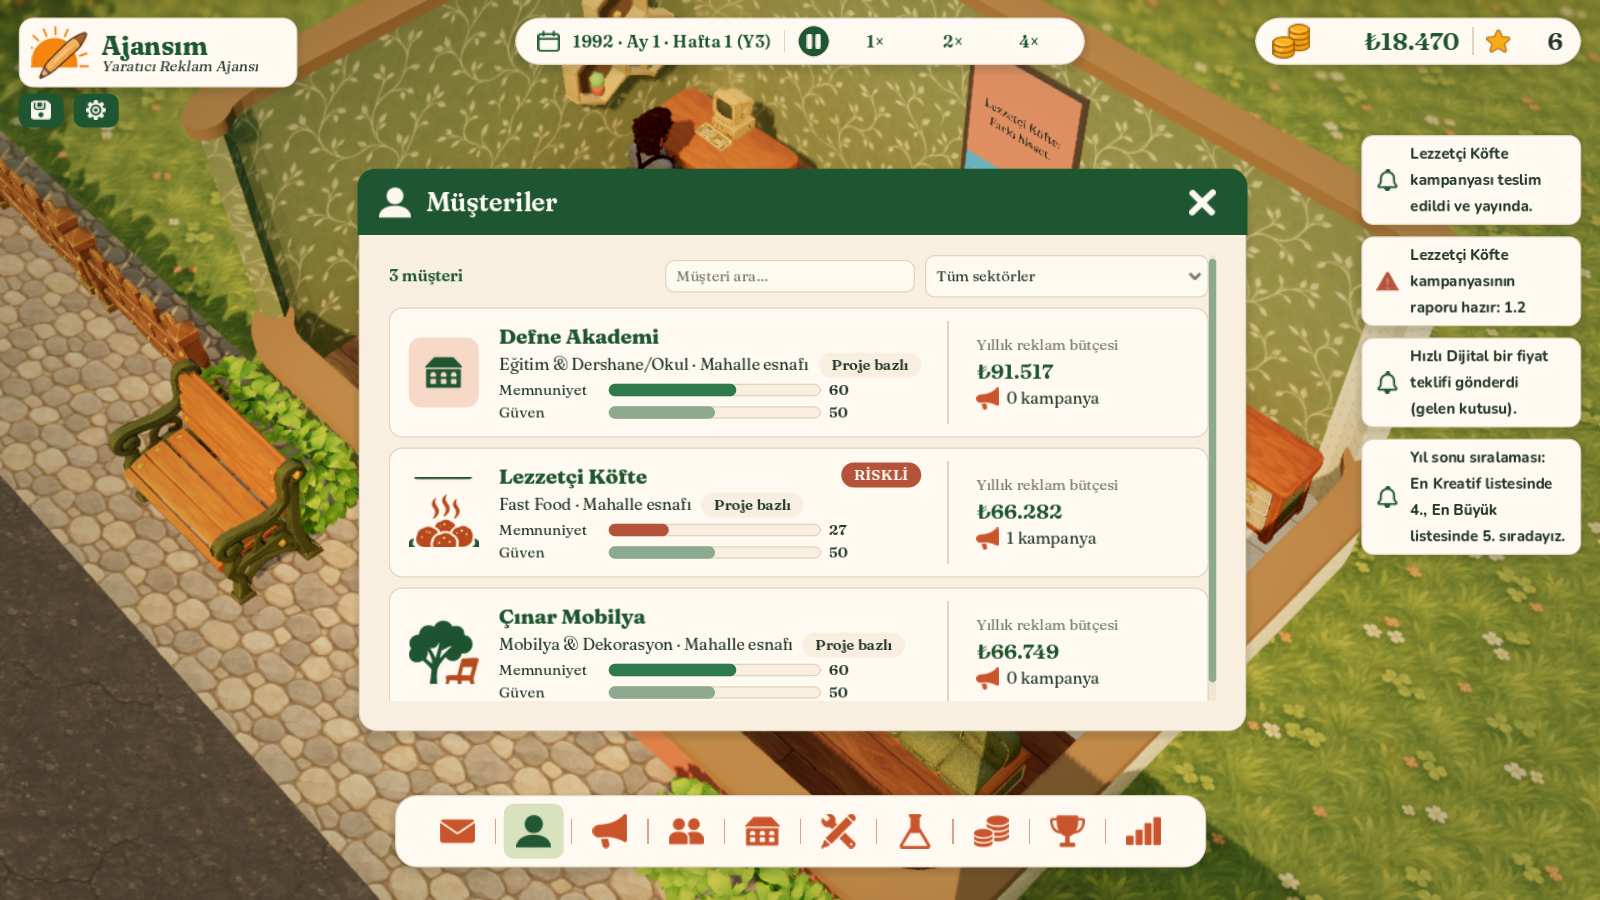 Ajansım
Yaratıcı Reklam Ajansı
1992 · Ay 1 · Hafta 1 (Y3)
1×
2×
4×
₺18.470
6
Lezzetçi Köfte:
Farkı hisset.
Lezzetçi Köfte
kampanyası teslim
edildi ve yayında.
Lezzetçi Köfte
kampanyasının
raporu hazır: 1.2
Hızlı Dijital bir fiyat
teklifi gönderdi
(gelen kutusu).
Yıl sonu sıralaması:
En Kreatif listesinde
4., En Büyük
listesinde 5. sıradayız.
Müşteriler
3 müşteri
Müşteri ara...
Tüm sektörler
Defne Akademi
Eğitim & Dershane/Okul · Mahalle esnafı
Proje bazlı
Memnuniyet
60
Güven
50
Yıllık reklam bütçesi
₺91.517
0 kampanya
Lezzetçi Köfte
RİSKLİ
Fast Food · Mahalle esnafı
Proje bazlı
Memnuniyet
27
Güven
50
Yıllık reklam bütçesi
₺66.282
1 kampanya
Çınar Mobilya
Mobilya & Dekorasyon · Mahalle esnafı
Proje bazlı
Memnuniyet
60
Güven
50
Yıllık reklam bütçesi
₺66.749
0 kampanya